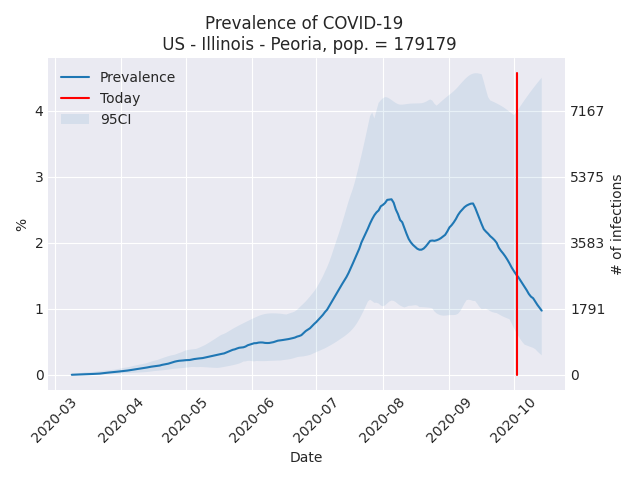 Prevalence of COVID-19
US - Illinois - Peoria, pop. = 179179
Prevalence
Today
95CI
4
3
2
1
0
%
7167
5375
3583
1791
0
# of infections
2020-03
2020-04
2020-05
2020-06
2020-07
2020-08
2020-09
2020-10
Date